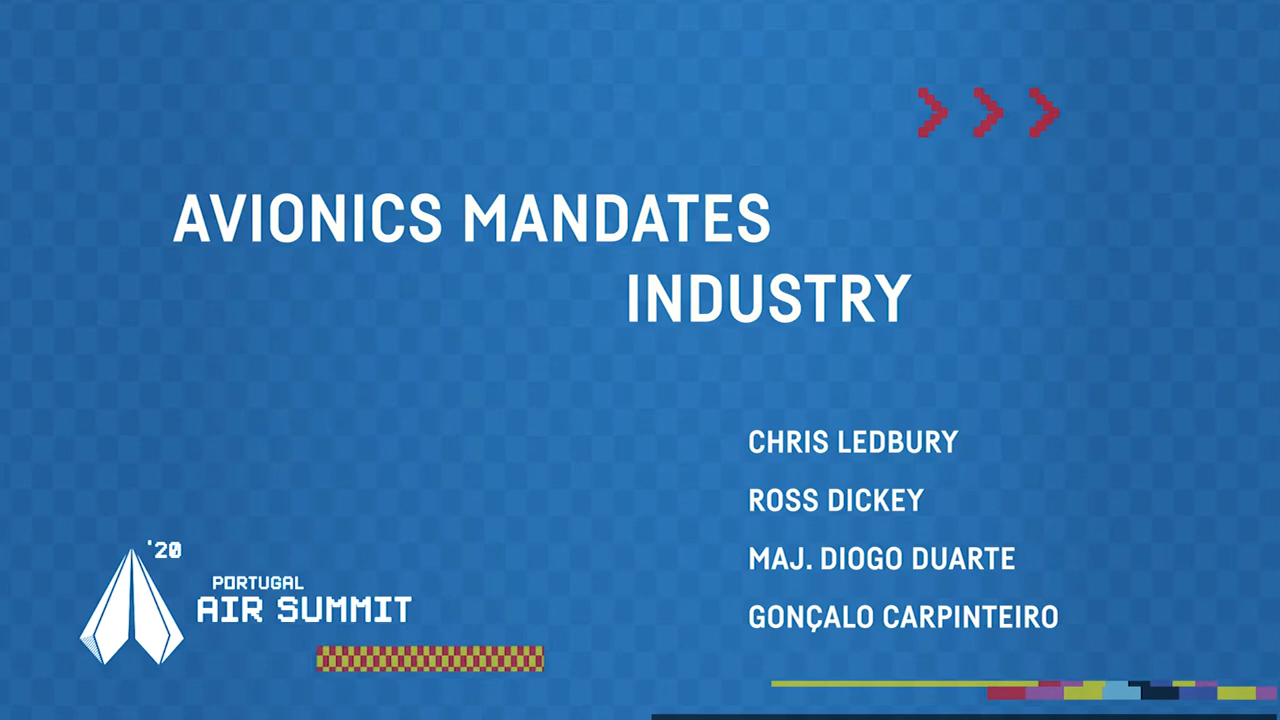 AVIONICS MANDATES
INDUSTRY
CHRIS LEDBURY
ROSS DICKEY
MAJ. DIOGO DUARTE
GONÇALO CARPINTEIRO
'20
PORTUGAL
AIR SUMMIT